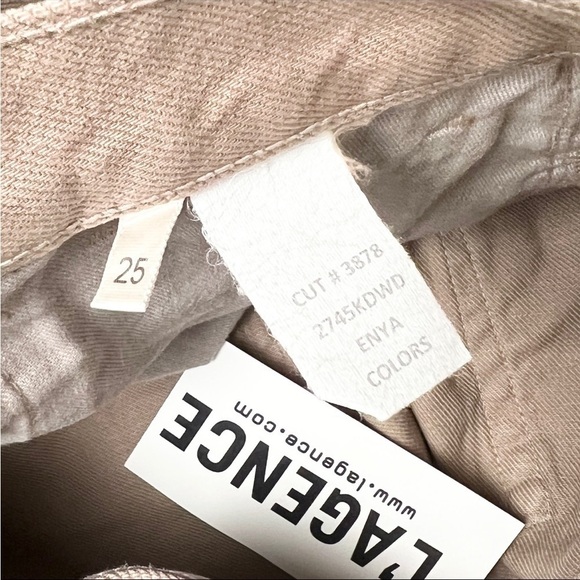 25
CUT # 3878
2745KDWD
ENYA
COLORS
L'AGENCE
www.lagence.com